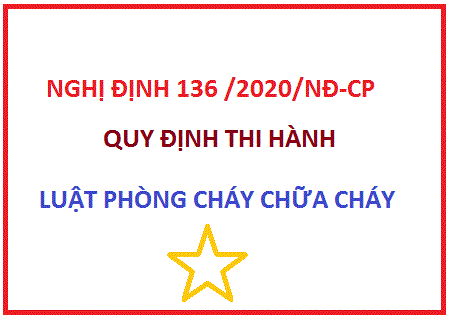 NGHỊ ĐỊNH 136 /2020/NĐ-CP
QUY ĐỊNH THI HÀNH
LUẬT PHÒNG CHÁY CHỮA CHÁY